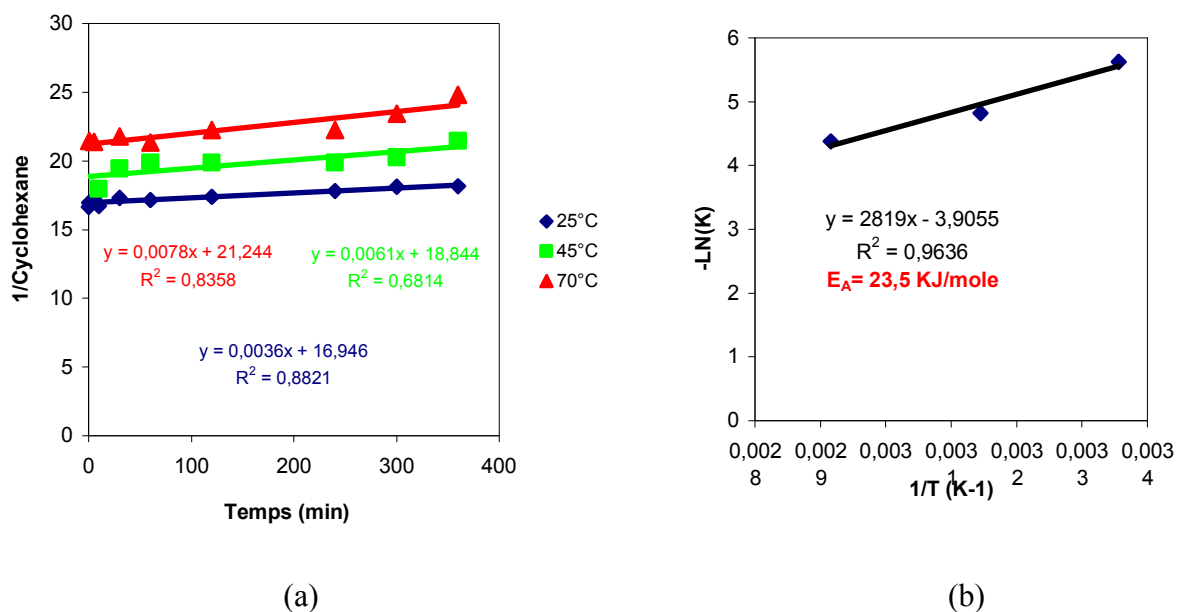 30
25
20
15
10
5
0
0
100
200
300
400
1/Cyclohexane
Temps (min)
y = 0,0078x + 21,244
R² = 0,8358
y = 0,0061x + 18,844
R² = 0,6814
y = 0,0036x + 16,946
R² = 0,8821
25°C
45°C
70°C
(a)
6
5
4
3
2
1
0
-LN(K)
y = 2819x - 3,9055
R² = 0,9636
E_A= 23,5 KJ/mole
0,002 0,002 0,003 0,003 0,003 0,003 0,003
8 9 1 2 3 4
1/T (K-1)
(b)